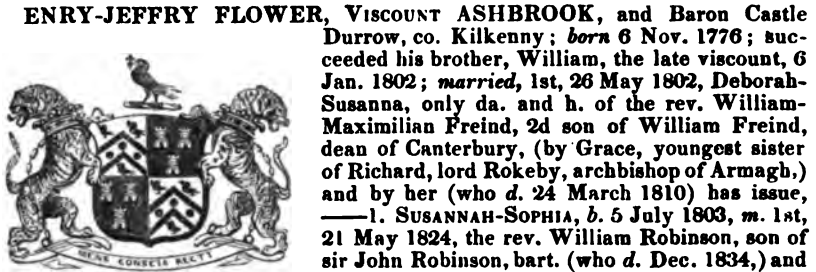 ENRY-JEFFRY FLOWER, VISCOUNT ASHBROOK, and Baron Castle
Durrow, co. Kilkenny; born 6 Nov. 1776; suc-
ceeded his brother, William, the late viscount, 6
Jan. 1802; married, 1st, 26 May 1802, Deborah-
Susanna, only da. and h. of the rev. William-
Maximilian Freind, 2d son of William Freind,
dean of Canterbury, (by Grace, youngest sister
of Richard, lord Rokeby, archbishop of Armagh,)
and by her (who d. 24 March 1810) has issue,
——1. SUSANNAH-SOPHIA, b. 5 July 1803, m. 1st,
21 May 1824, the rev. William Robinson, son of
sir John Robinson, bart. (who d. Dec. 1834,) and
MENS CONSCIA RECTI